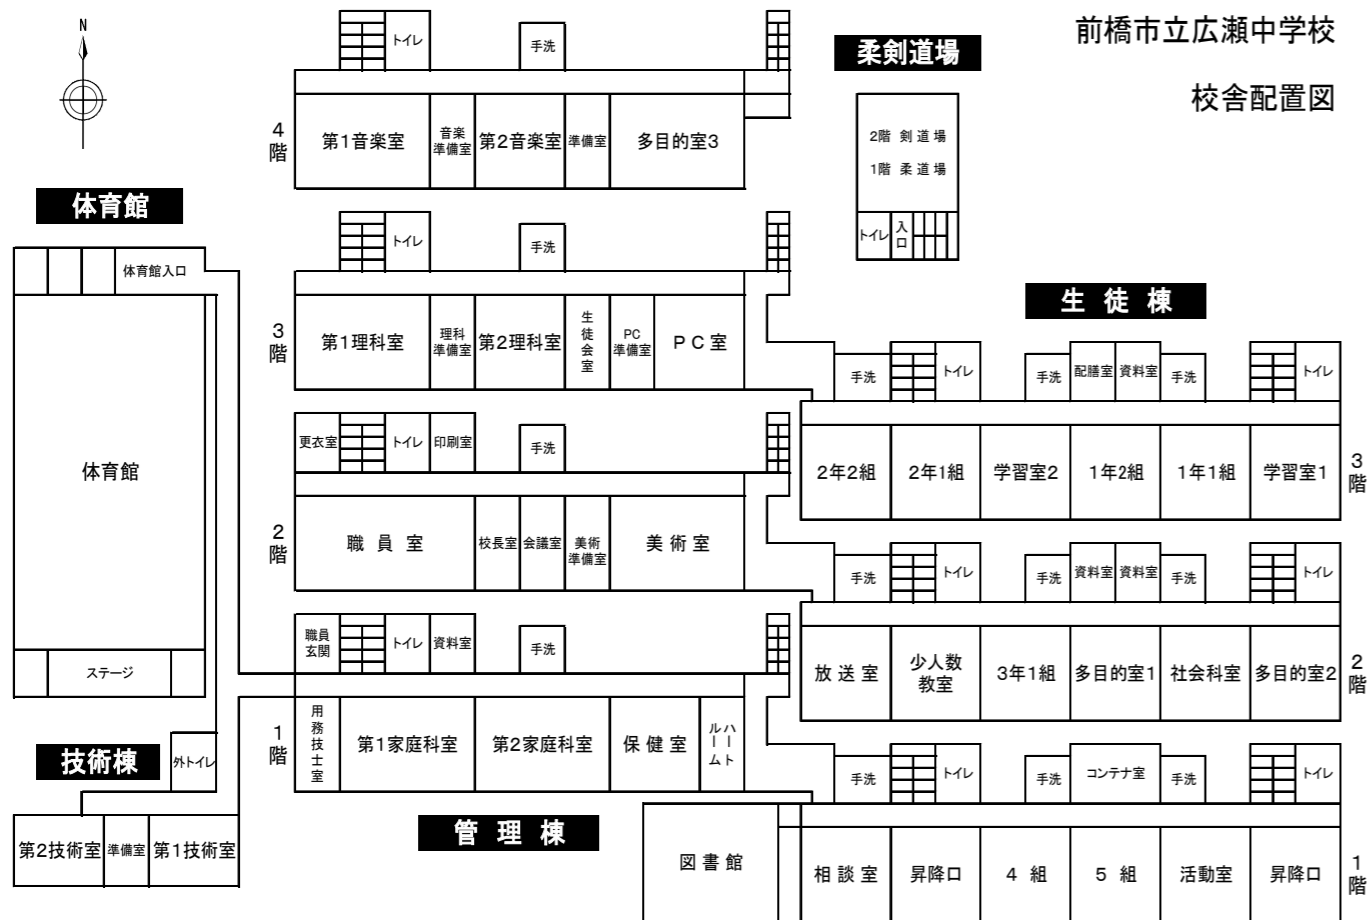 前橋市立広瀬中学校
校舎配置図
N
トイレ
手洗
4階
第1音楽室
音楽準備室
第2音楽室
準備室
多目的室3
柔剣道場
2階 剣道場
1階 柔道場
トイレ
入口
体育館
体育館入口
体育館
ステージ
トイレ
手洗
3階
第1理科室
理科準備室
第2理科室
生徒会室
PC準備室
PC室
更衣室
トイレ
印刷室
手洗
2階
職員室
校長室
会議室
美術準備室
美術室
職員玄関
トイレ
資料室
手洗
1階
用務技士室
第1家庭科室
第2家庭科室
保健室
ハートルーム
管理棟
技術棟
外トイレ
第2技術室
準備室
第1技術室
生徒棟
手洗
トイレ
手洗
配膳室
資料室
手洗
トイレ
2年2組
2年1組
学習室2
1年2組
1年1組
学習室1
3階
手洗
トイレ
手洗
資料室
資料室
手洗
トイレ
放送室
少人数教室
3年1組
多目的室1
社会科室
多目的室2
2階
手洗
トイレ
手洗
コンテナ室
手洗
トイレ
図書館
相談室
昇降口
4組
5組
活動室
昇降口
1階